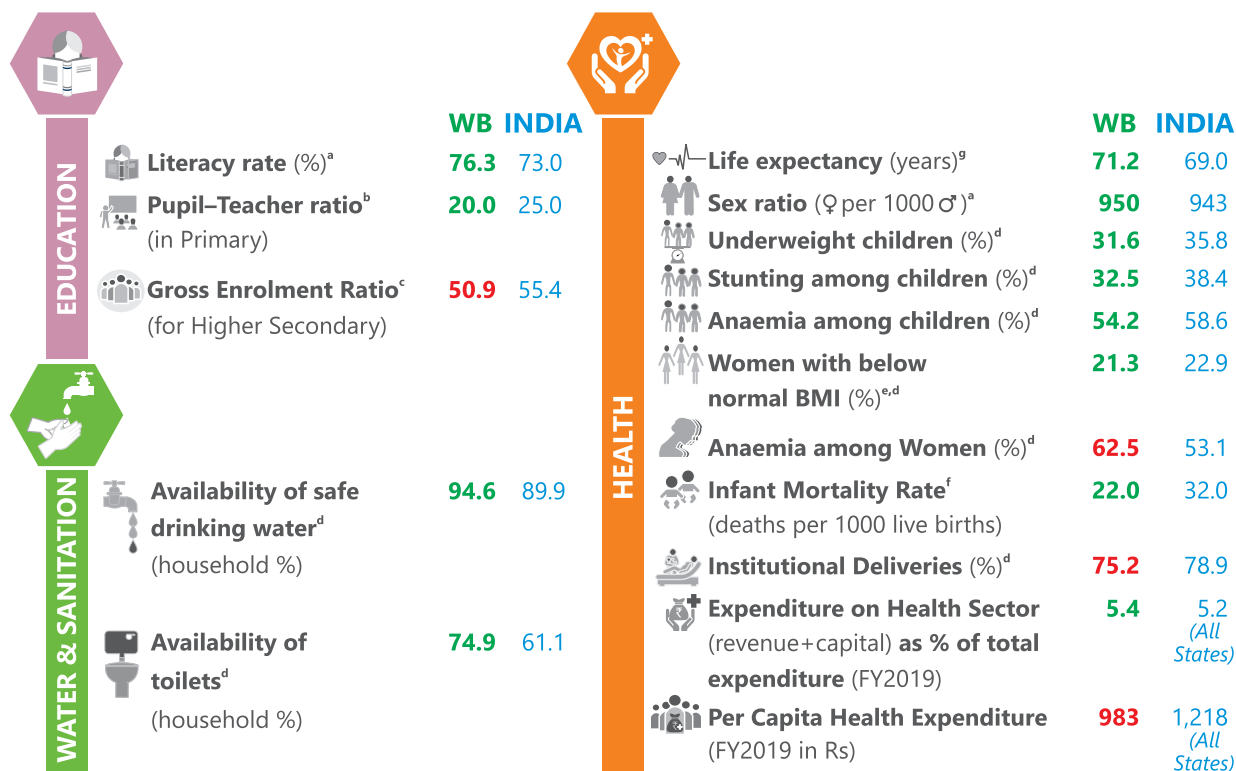 EDUCATION
WB INDIA
Literacy rate (%)a 76.3 73.0
Pupil–Teacher ratiob 20.0 25.0
(in Primary)
Gross Enrolment Ratioc 50.9 55.4
(for Higher Secondary)
WATER & SANITATION
Availability of safe 94.6 89.9
drinking waterd
(household %)
Availability of 74.9 61.1
toiletsd
(household %)
HEALTH
WB INDIA
Life expectancy (years)g 71.2 69.0
Sex ratio (♀ per 1000 ♂)a 950 943
Underweight children (%)d 31.6 35.8
Stunting among children (%)d 32.5 38.4
Anaemia among children (%)d 54.2 58.6
Women with below 21.3 22.9
normal BMI (%)e,d
Anaemia among Women (%)d 62.5 53.1
Infant Mortality Ratef 22.0 32.0
(deaths per 1000 live births)
Institutional Deliveries (%)d 75.2 78.9
Expenditure on Health Sector 5.4 5.2
(revenue+capital) as % of total (All
expenditure (FY2019) States)
Per Capita Health Expenditure 983 1,218
(FY2019 in Rs) (All
States)